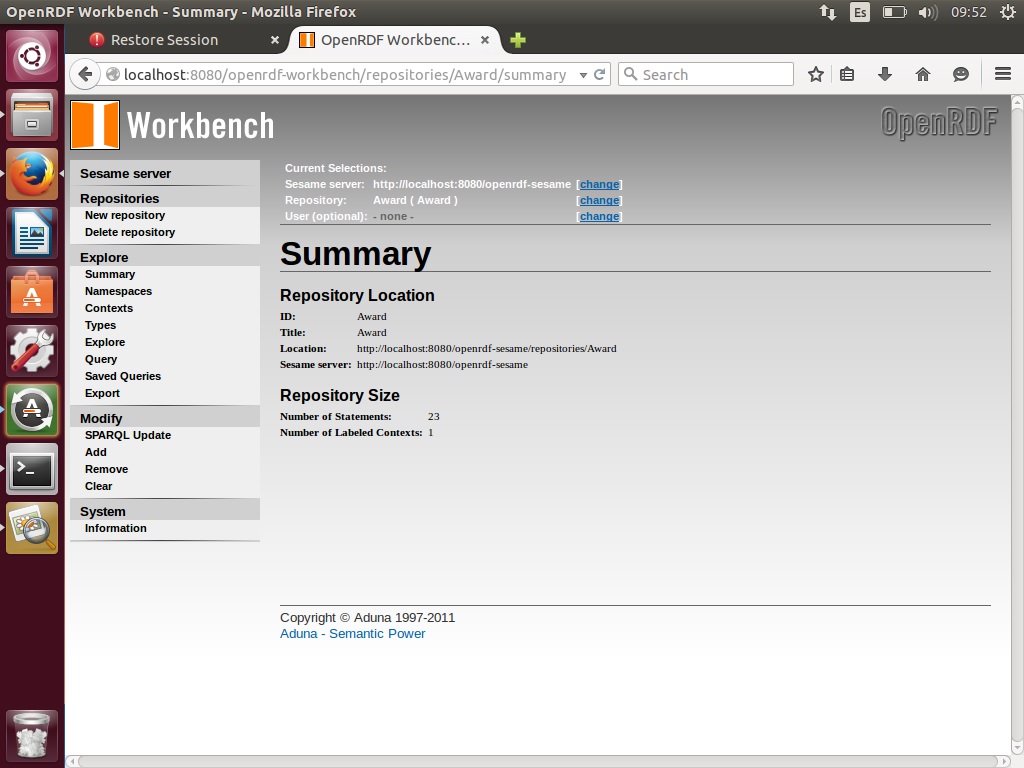 OpenRDF Workbench - Summary - Mozilla Firefox
Es
09:52
Restore Session
OpenRDF Workbenc...
localhost:8080/openrdf-workbench/repositories/Award/summary
Search
Workbench
OpenRDF
Sesame server
Repositories
New repository
Delete repository
Explore
Summary
Namespaces
Contexts
Types
Explore
Query
Saved Queries
Export
Modify
SPARQL Update
Add
Remove
Clear
System
Information
Current Selections:
Sesame server: http://localhost:8080/openrdf-sesame [change]
Repository: Award ( Award ) [change]
User (optional): - none - [change]
Summary
Repository Location
ID: Award
Title: Award
Location: http://localhost:8080/openrdf-sesame/repositories/Award
Sesame server: http://localhost:8080/openrdf-sesame
Repository Size
Number of Statements: 23
Number of Labeled Contexts: 1
Copyright © Aduna 1997-2011
Aduna - Semantic Power